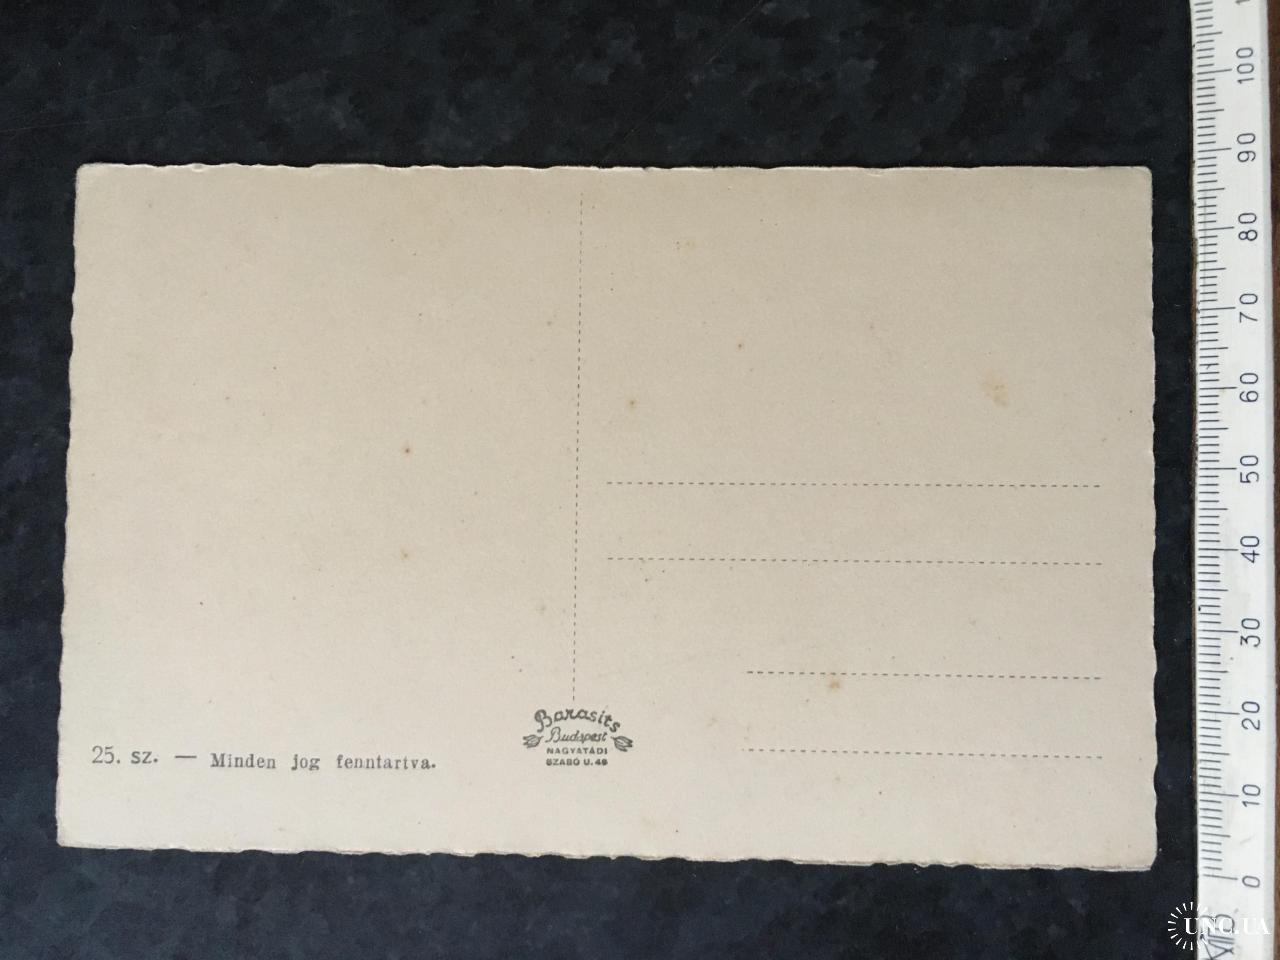 25. sz. — Minden jog fenntartva.
Barasits
Budapest
NAGYATÁDI
SZABÓ U. 48
100
90
80
70
60
50
40
30
20
10
0
UNC.UA